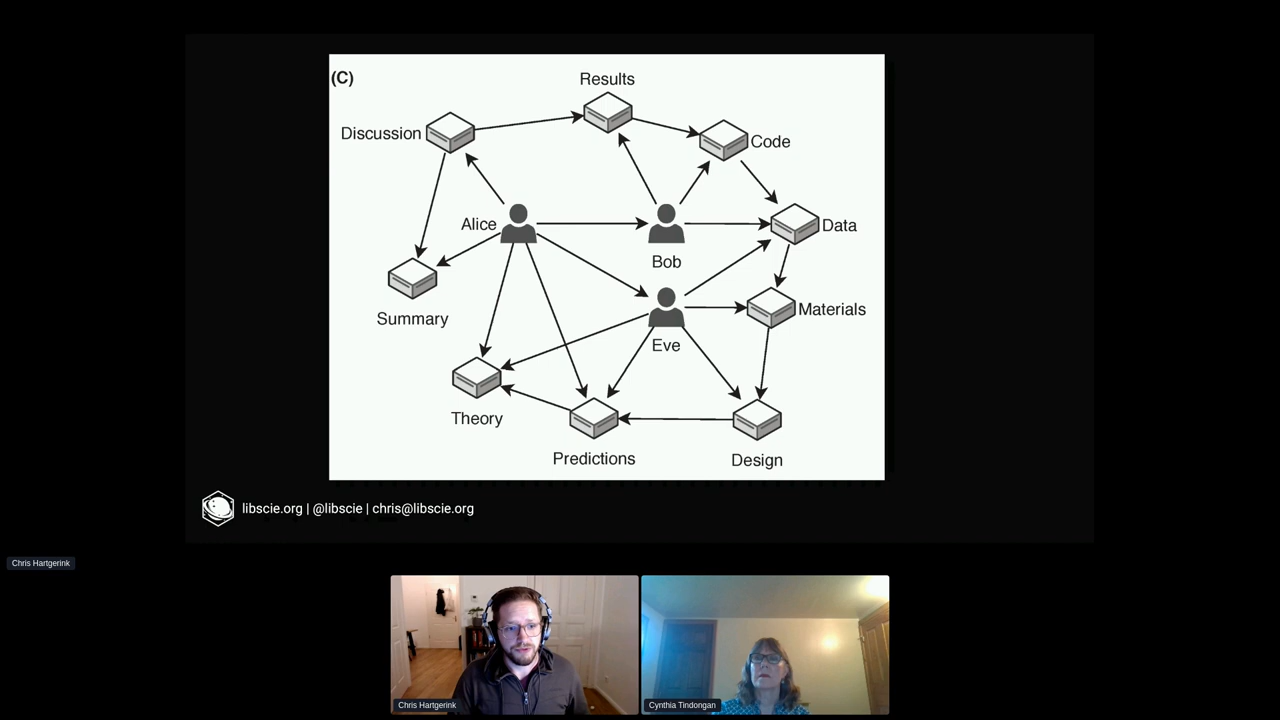 (C)
Results
Discussion
Code
Alice
Data
Bob
Materials
Summary
Eve
Theory
Predictions
Design
libscie.org | @libscie | chris@libscie.org
Chris Hartgerink
Chris Hartgerink
Cynthia Tindongan